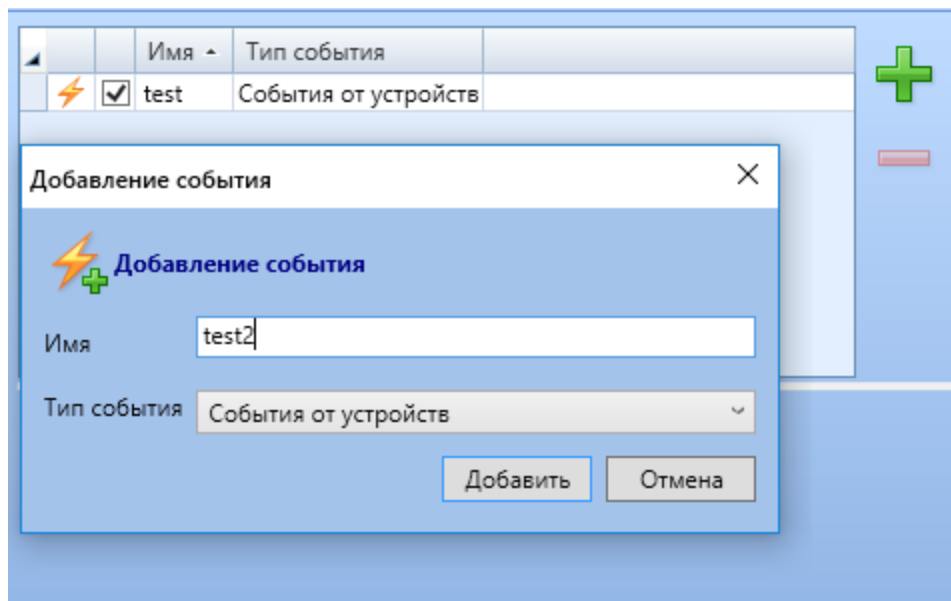 Имя Тип события
test События от устройств
Добавление события
Добавление события
Имя test2
Тип события События от устройств
Добавить Отмена